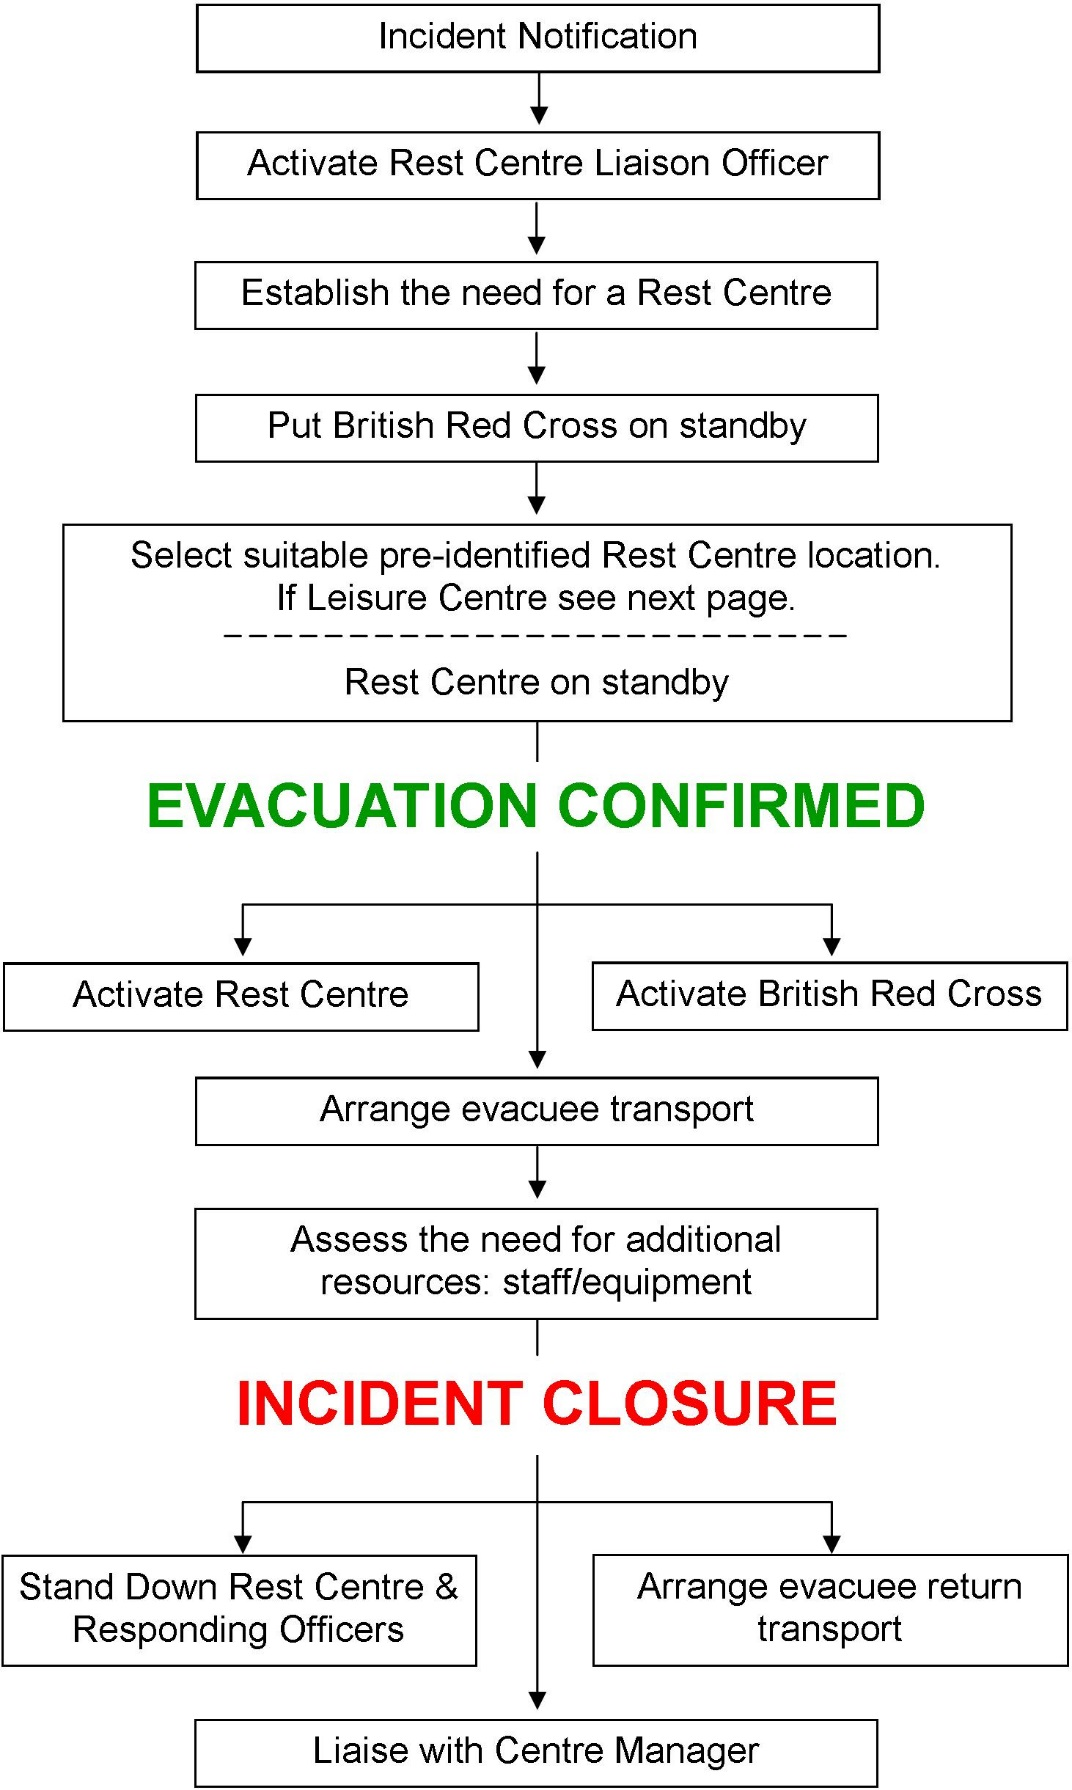 Incident Notification
Activate Rest Centre Liaison Officer
Establish the need for a Rest Centre
Put British Red Cross on standby
Select suitable pre-identified Rest Centre location.
If Leisure Centre see next page.
Rest Centre on standby
EVACUATION CONFIRMED
Activate Rest Centre
Activate British Red Cross
Arrange evacuee transport
Assess the need for additional
resources: staff/equipment
INCIDENT CLOSURE
Stand Down Rest Centre &
Responding Officers
Arrange evacuee return
transport
Liaise with Centre Manager